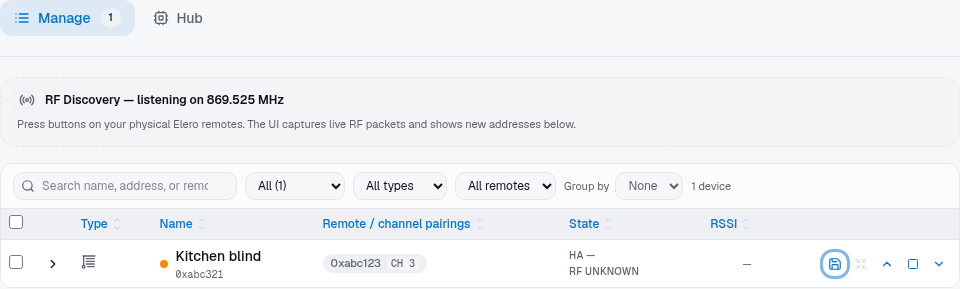 Manage 1 Hub
RF Discovery — listening on 869.525 MHz
Press buttons on your physical Elero remotes. The UI captures live RF packets and shows new addresses below.
Search name, address, or remo All (1) All types All remotes Group by None 1 device
Type Name Remote / channel pairings State RSSI
Kitchen blind 0xabc123 CH 3 HA — —
0xabc321 RF UNKNOWN